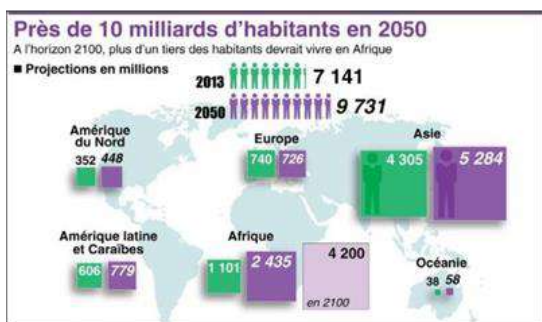 Près de 10 milliards d'habitants en 2050
A l'horizon 2100, plus d'un tiers des habitants devrait vivre en Afrique
■ Projections en millions
2013 7 141
2050 9 731
Amérique
du Nord
352 448
Europe
740 726
Asie
4 305 5 284
Amérique latine
et Caraïbes
606 779
Afrique
1 101 2 435 4 200
en 2100
Océanie
38 58